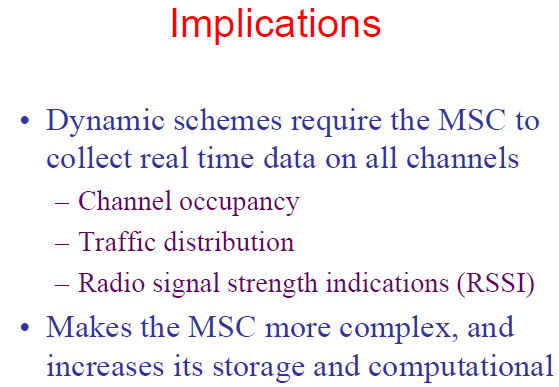 Implications
• Dynamic schemes require the MSC to
collect real time data on all channels
– Channel occupancy
– Traffic distribution
– Radio signal strength indications (RSSI)
• Makes the MSC more complex, and
increases its storage and computational